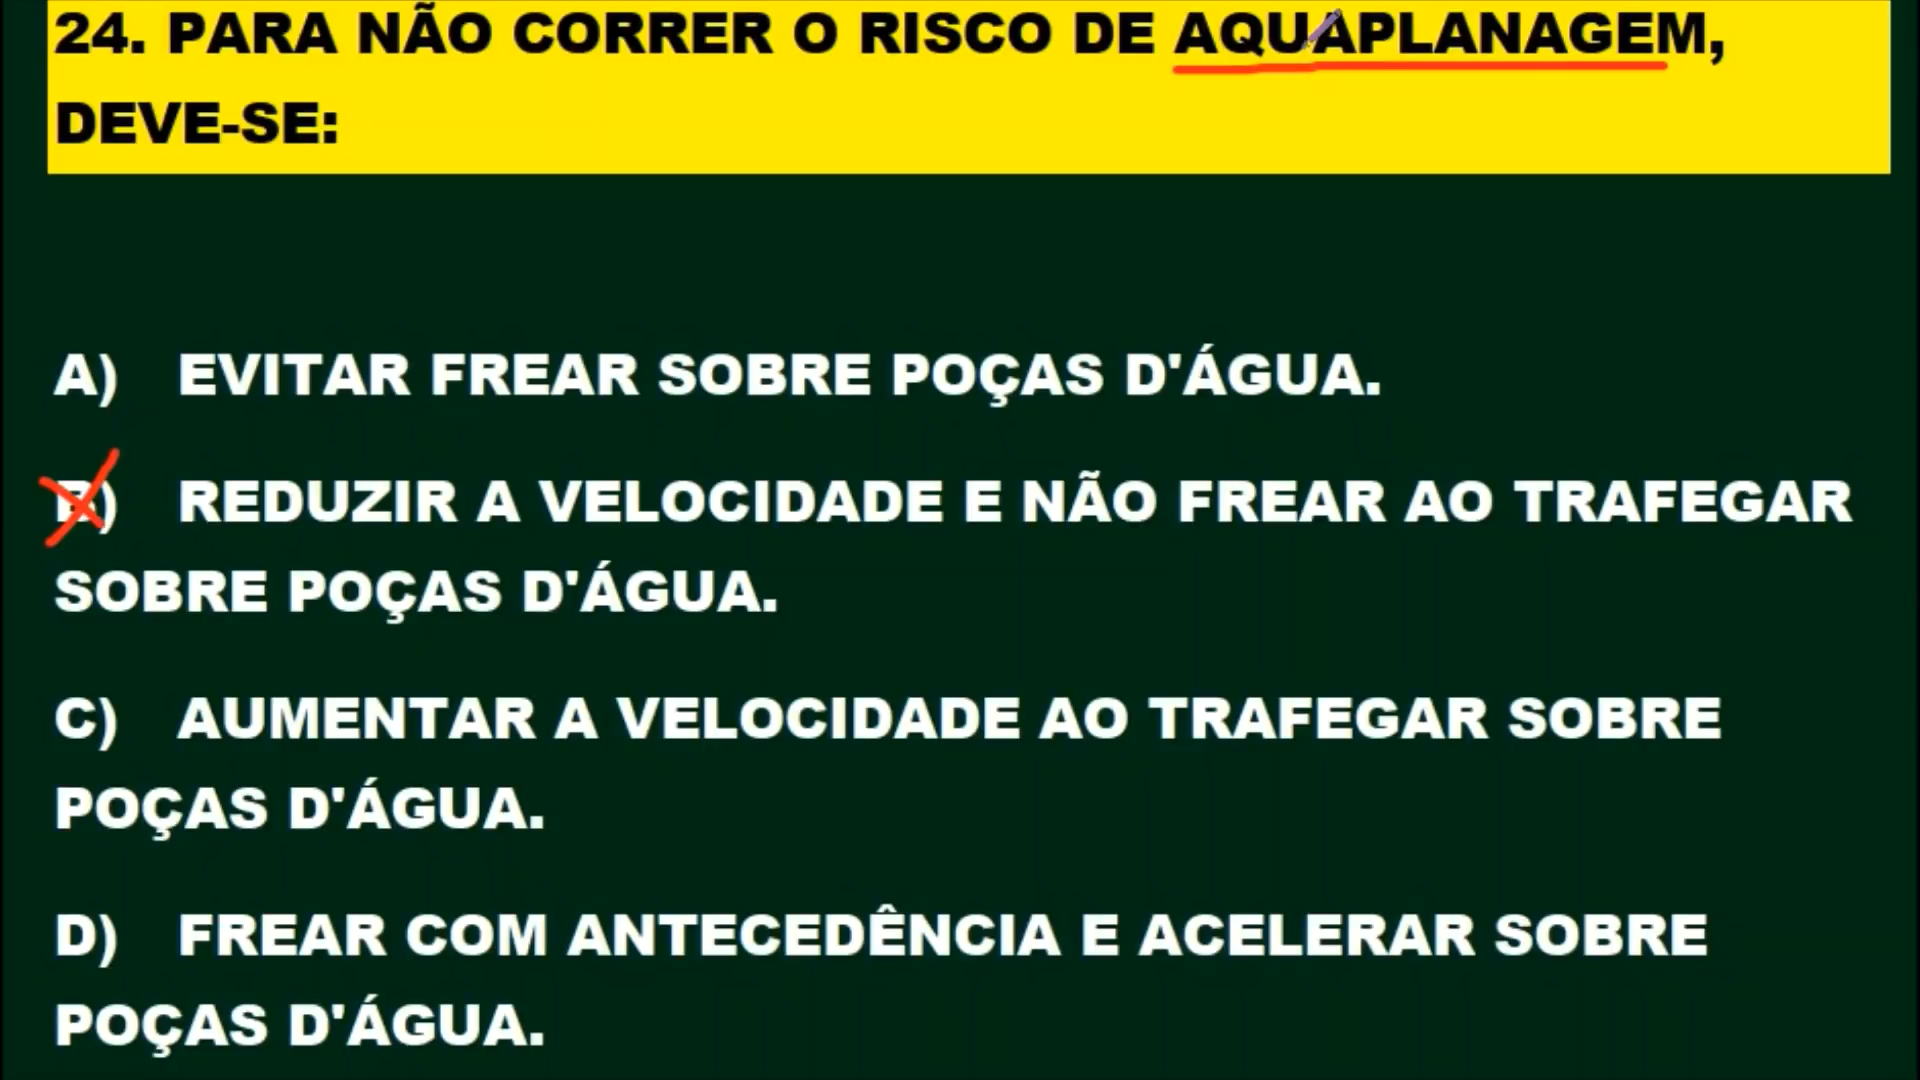 24. PARA NÃO CORRER O RISCO DE AQUAPLANAGEM,
DEVE-SE:
A) EVITAR FREAR SOBRE POÇAS D'ÁGUA.
B) REDUZIR A VELOCIDADE E NÃO FREAR AO TRAFEGAR
SOBRE POÇAS D'ÁGUA.
C) AUMENTAR A VELOCIDADE AO TRAFEGAR SOBRE
POÇAS D'ÁGUA.
D) FREAR COM ANTECEDÊNCIA E ACELERAR SOBRE
POÇAS D'ÁGUA.